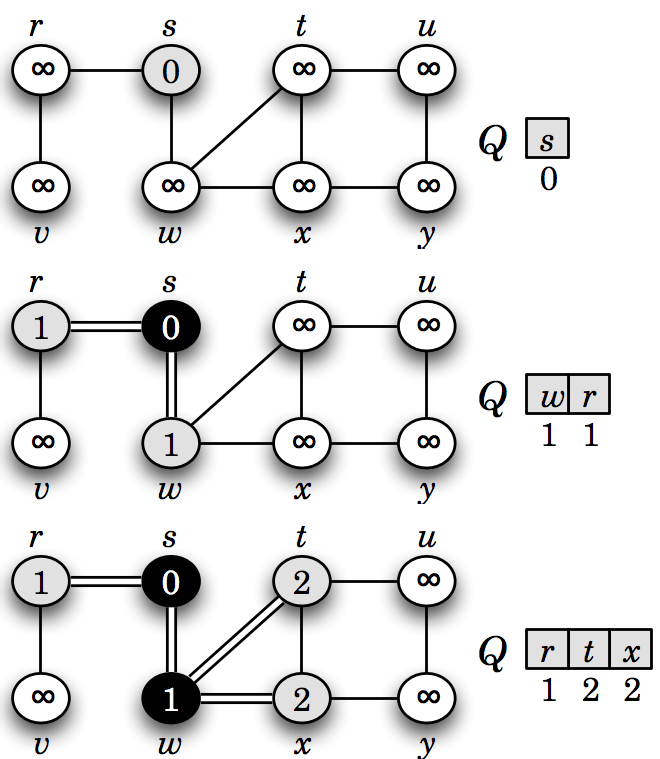 r s t u
∞ 0 ∞ ∞
Q s
0
∞ ∞ ∞ ∞
v w x y
r s t u
1 0 ∞ ∞
Q w r
1 1
∞ 1 ∞ ∞
v w x y
r s t u
1 0 2 ∞
Q r t x
1 2 2
∞ 1 2 ∞
v w x y